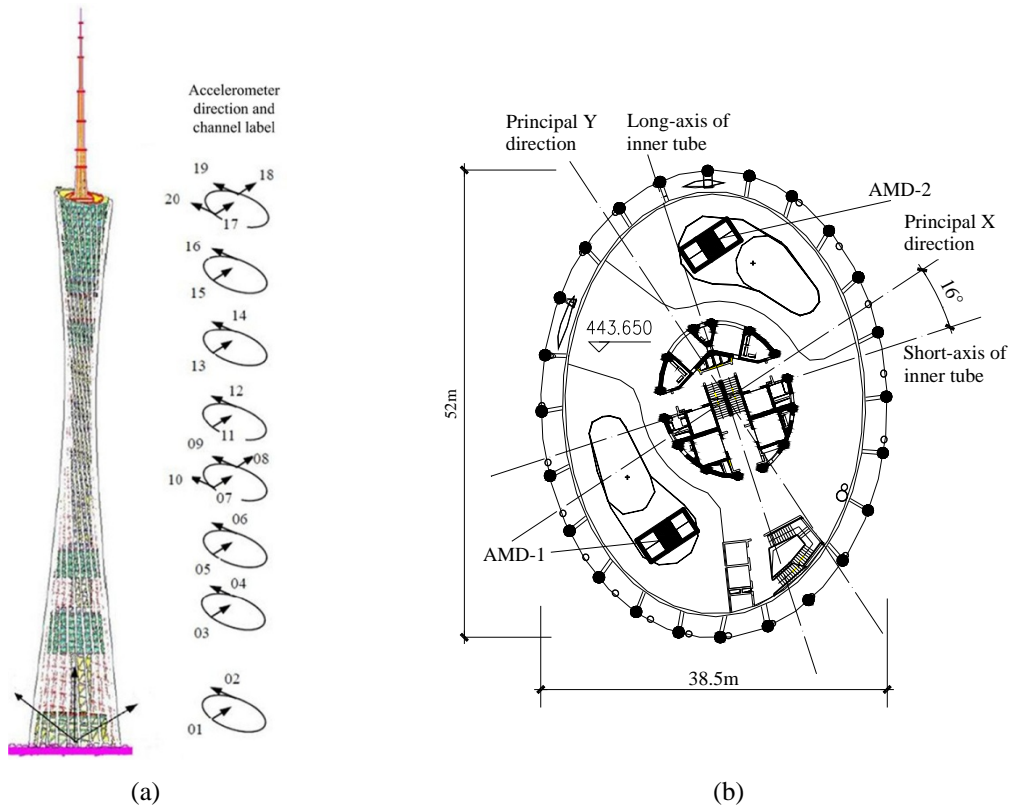 Accelerometer
direction and
channel label
19
18
20
17
16
15
14
13
12
11
09
08
10
07
06
05
04
03
02
01
(a)
Principal Y
direction
Long-axis of
inner tube
AMD-2
Principal X
direction
16°
443.650
Short-axis of
inner tube
52m
AMD-1
38.5m
(b)